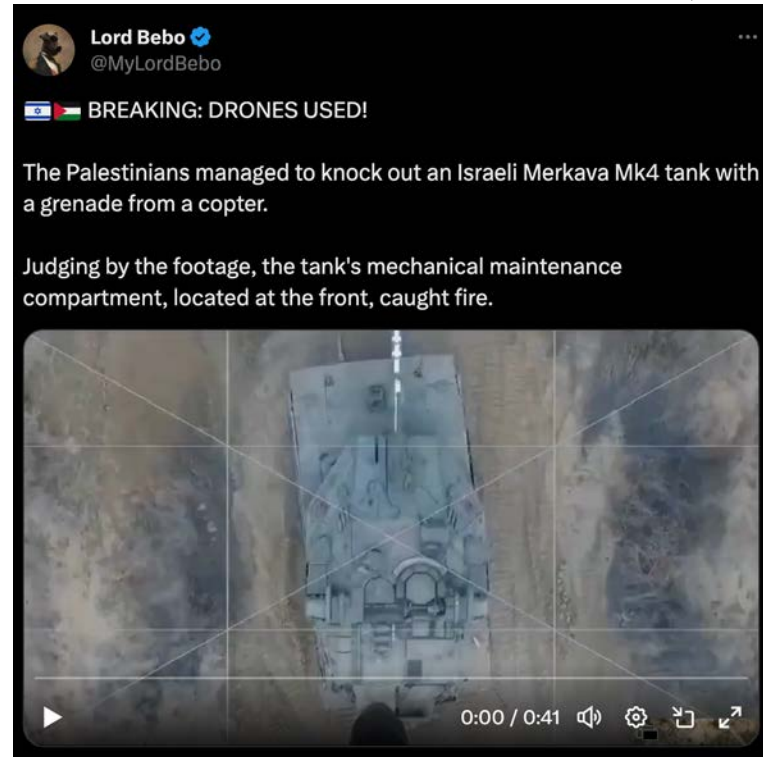 Lord Bebo
@MyLordBebo
🇮🇱🇵🇸 BREAKING: DRONES USED!
The Palestinians managed to knock out an Israeli Merkava Mk4 tank with
a grenade from a copter.
Judging by the footage, the tank's mechanical maintenance
compartment, located at the front, caught fire.
0:00 / 0:41